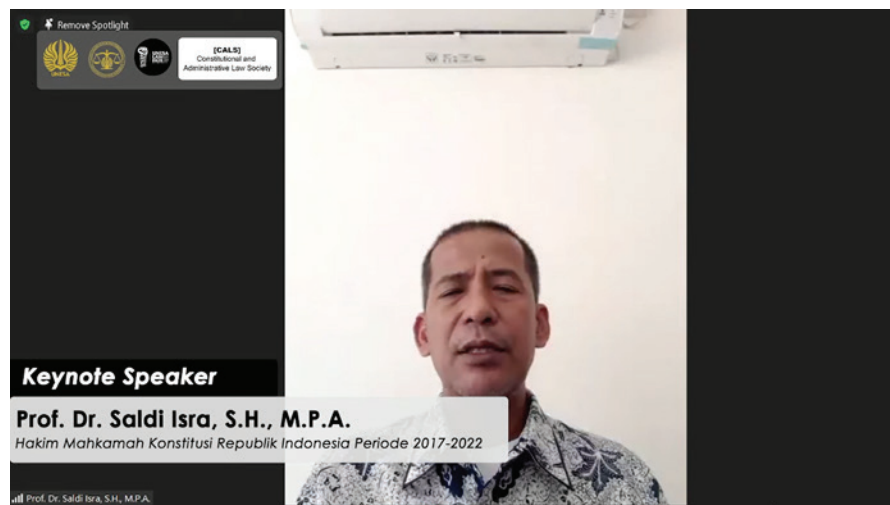 Remove Spotlight
UNESA
[CALS]
Constitutional and
Administrative Law Society
Keynote Speaker
Prof. Dr. Saldi Isra, S.H., M.P.A.
Hakim Mahkamah Konstitusi Republik Indonesia Periode 2017-2022
Prof. Dr. Saldi Isra, S.H., M.P.A.